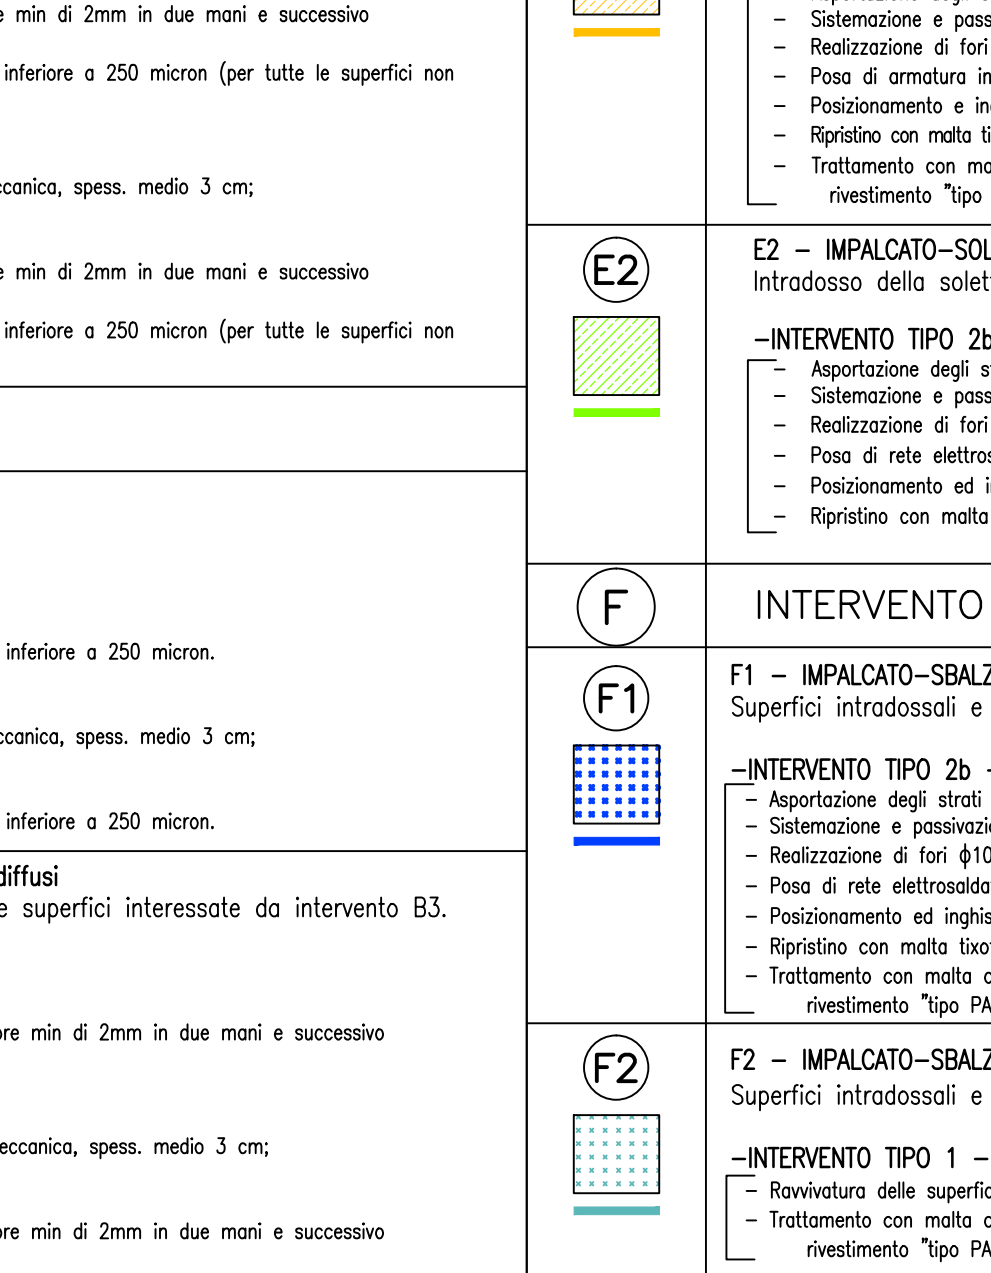 e min di 2mm in due mani e successivo
inferiore a 250 micron (per tutte le superfici non
spess. medio 3 cm;
e min di 2mm in due mani e successivo
inferiore a 250 micron (per tutte le superfici non
inferiore a 250 micron.
spess. medio 3 cm;
inferiore a 250 micron.
diffusi
e superfici interessate da intervento B3.
ore min di 2mm in due mani e successivo
eccanica, spess. medio 3 cm;
ore min di 2mm in due mani e successivo
– Sistemazione e pass
– Realizzazione di fori
– Posa di armatura in
– Posizionamento e in
– Ripristino con malta ti
– Trattamento con ma
rivestimento "tipo
E2
E2 – IMPALCATO–SOL
Intradosso della solet
–INTERVENTO TIPO 2b
– Asportazione degli st
– Sistemazione e pass
– Realizzazione di fori
– Posa di rete elettros
– Posizionamento ed i
– Ripristino con malta
F
INTERVENTO
F1
F1 – IMPALCATO–SBALZ
Superfici intradossali e
–INTERVENTO TIPO 2b –
– Asportazione degli strati
– Sistemazione e passivazio
– Realizzazione di fori ϕ10
– Posa di rete elettrosalda
– Posizionamento ed inghis
– Ripristino con malta tixo
– Trattamento con malta c
rivestimento "tipo PA
F2
F2 – IMPALCATO–SBALZ
Superfici intradossali e
–INTERVENTO TIPO 1 –
– Ravvivatura delle superfic
– Trattamento con malta c
rivestimento "tipo PA